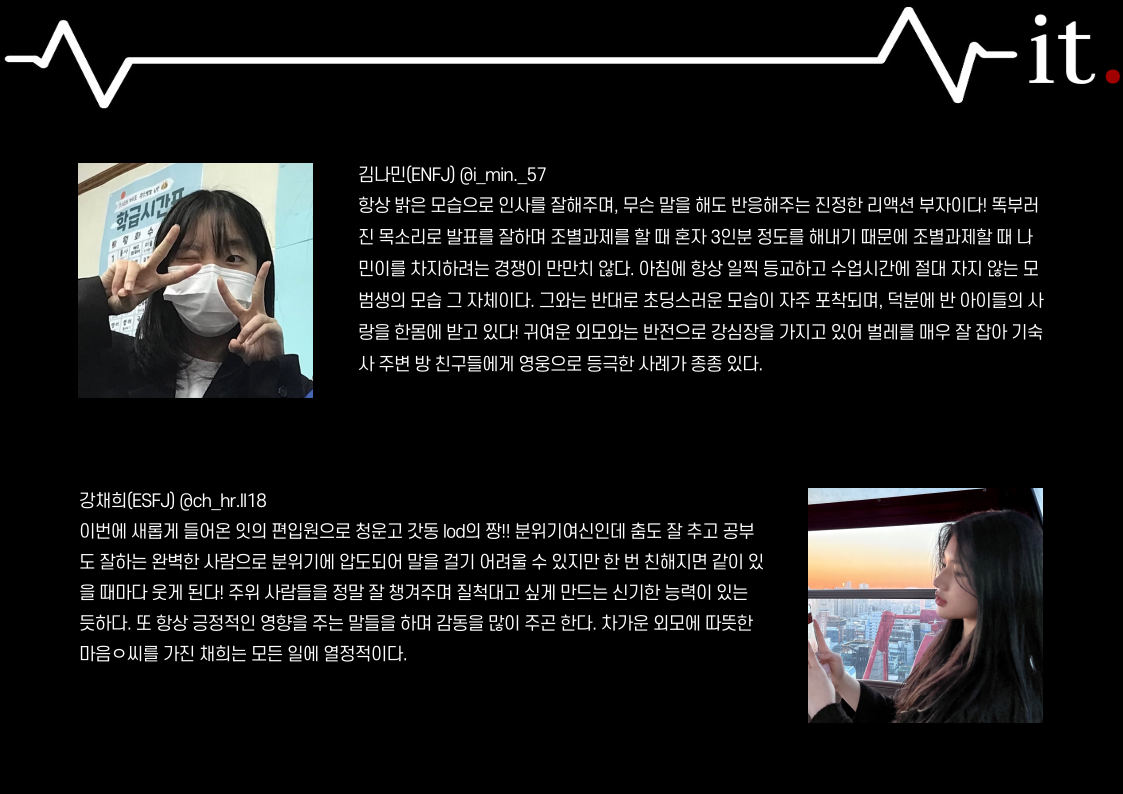 it.
학급시간표
월 화 수
김나민(ENFJ) @i_min._57
항상 밝은 모습으로 인사를 잘해주며, 무슨 말을 해도 반응해주는 진정한 리액션 부자이다! 똑부러
진 목소리로 발표를 잘하며 조별과제를 할 때 혼자 3인분 정도를 해내기 때문에 조별과제할 때 나
민이를 차지하려는 경쟁이 만만치 않다. 아침에 항상 일찍 등교하고 수업시간에 절대 자지 않는 모
범생의 모습 그 자체이다. 그와는 반대로 초딩스러운 모습이 자주 포착되며, 덕분에 반 아이들의 사
랑을 한몸에 받고 있다! 귀여운 외모와는 반전으로 강심장을 가지고 있어 벌레를 매우 잘 잡아 기숙
사 주변 방 친구들에게 영웅으로 등극한 사례가 종종 있다.
강채희(ESFJ) @ch_hr.ll18
이번에 새롭게 들어온 잇의 편입원으로 청운고 갓동 lod의 짱!! 분위기여신인데 춤도 잘 추고 공부
도 잘하는 완벽한 사람으로 분위기에 압도되어 말을 걸기 어려울 수 있지만 한 번 친해지면 같이 있
을 때마다 웃게 된다! 주위 사람들을 정말 잘 챙겨주며 질척대고 싶게 만드는 신기한 능력이 있는
듯하다. 또 항상 긍정적인 영향을 주는 말들을 하며 감동을 많이 주곤 한다. 차가운 외모에 따뜻한
마음ㅇ씨를 가진 채희는 모든 일에 열정적이다.